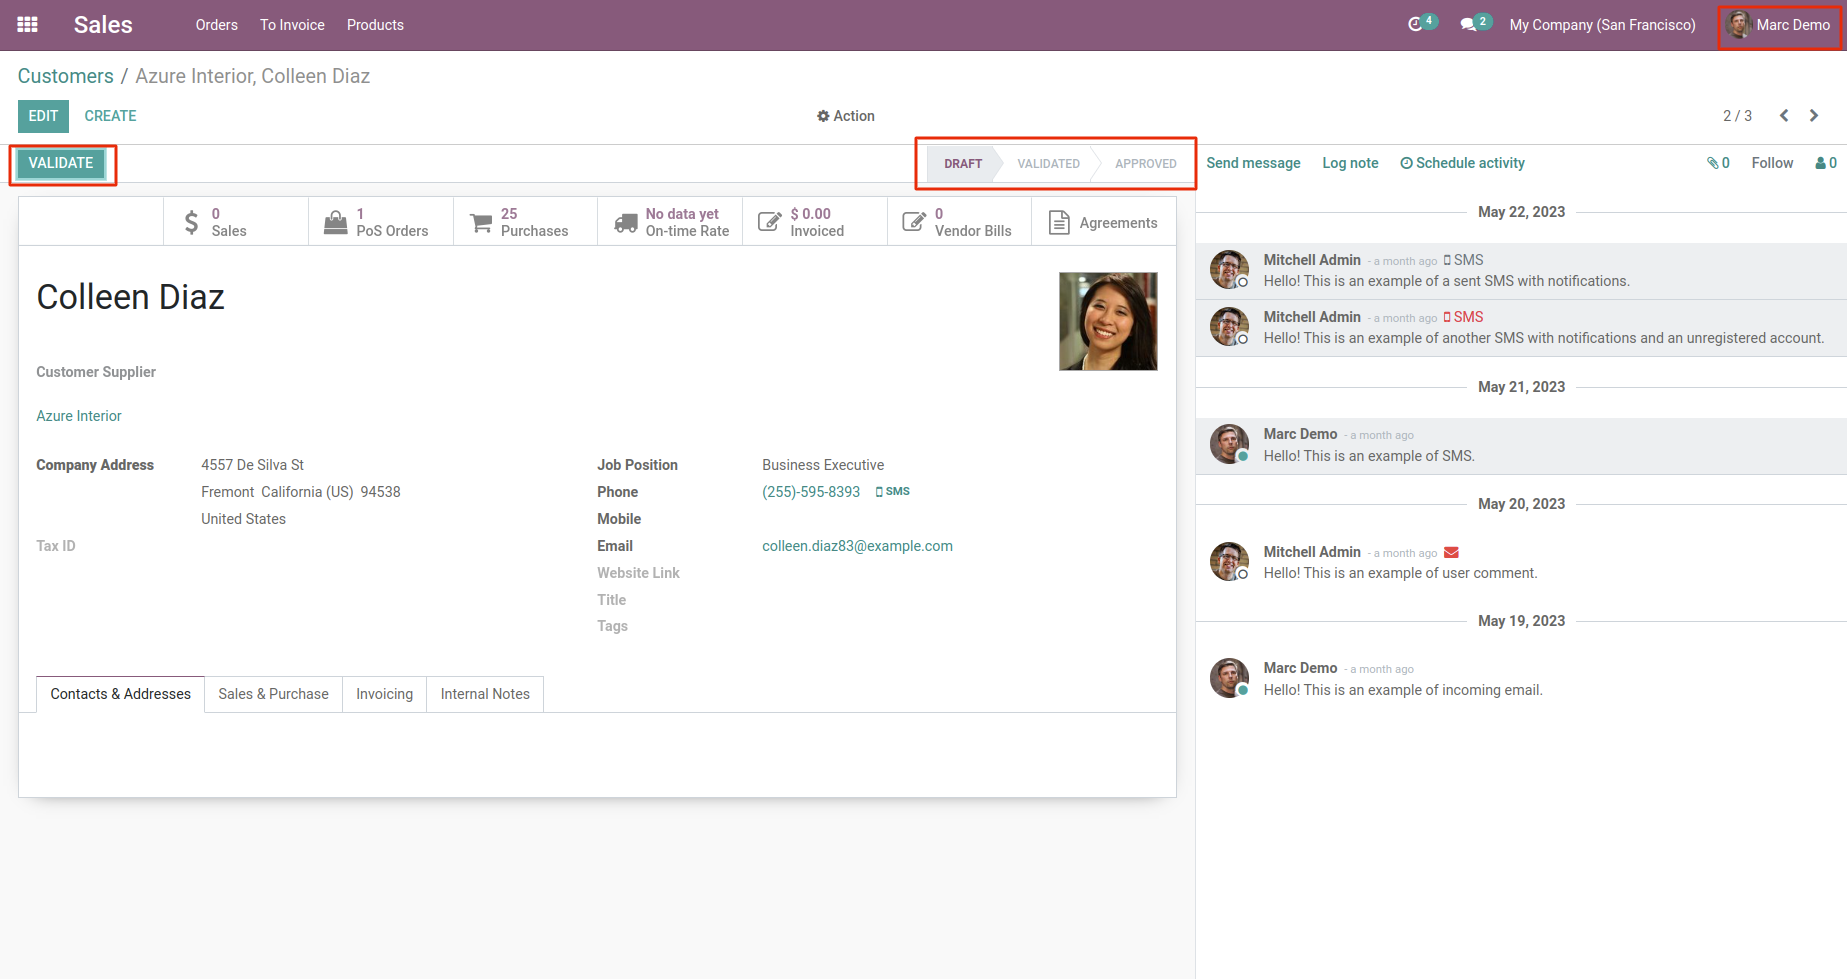 Sales Orders To Invoice Products 4 2 My Company (San Francisco) Marc Demo
Customers / Azure Interior, Colleen Diaz
EDIT CREATE Action 2 / 3
VALIDATE DRAFT VALIDATED APPROVED Send message Log note Schedule activity 0 Follow 0
0 Sales
1 PoS Orders
25 Purchases
No data yet On-time Rate
$ 0.00 Invoiced
0 Vendor Bills
Agreements
Colleen Diaz
Customer Supplier
Azure Interior
Company Address 4557 De Silva St
Fremont California (US) 94538
United States
Tax ID
Job Position Business Executive
Phone (255)-595-8393 SMS
Mobile
Email colleen.diaz83@example.com
Website Link
Title
Tags
Contacts & Addresses Sales & Purchase Invoicing Internal Notes
May 22, 2023
Mitchell Admin - a month ago SMS
Hello! This is an example of a sent SMS with notifications.
Mitchell Admin - a month ago SMS
Hello! This is an example of another SMS with notifications and an unregistered account.
May 21, 2023
Marc Demo - a month ago
Hello! This is an example of SMS.
May 20, 2023
Mitchell Admin - a month ago
Hello! This is an example of user comment.
May 19, 2023
Marc Demo - a month ago
Hello! This is an example of incoming email.